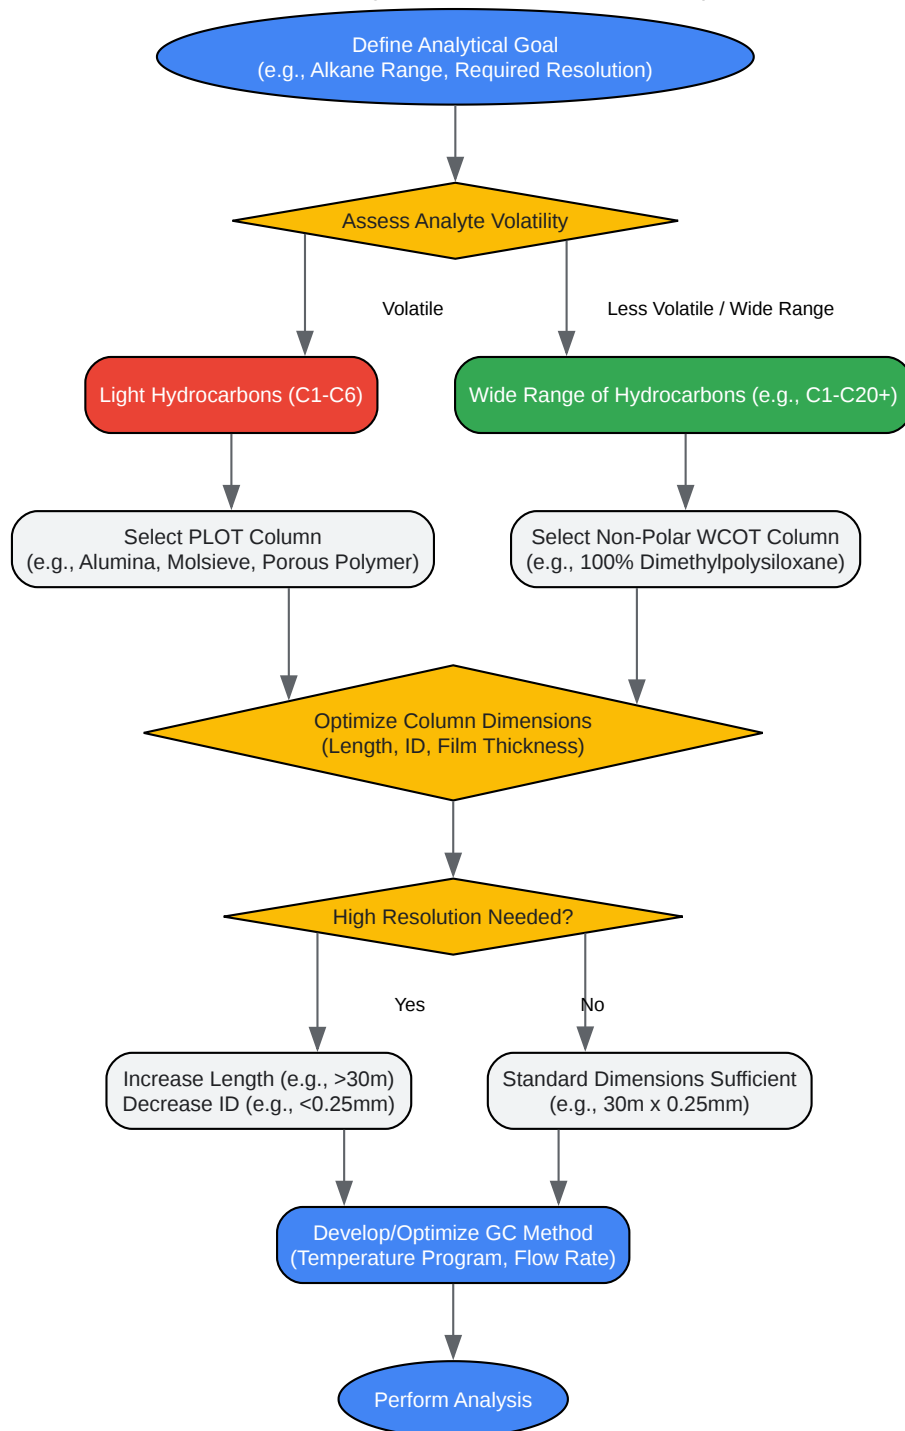 Define Analytical Goal
(e.g., Alkane Range, Required Resolution)
Assess Analyte Volatility
Volatile
Less Volatile / Wide Range
Light Hydrocarbons (C1-C6)
Wide Range of Hydrocarbons (e.g., C1-C20+)
Select PLOT Column
(e.g., Alumina, Molsieve, Porous Polymer)
Select Non-Polar WCOT Column
(e.g., 100% Dimethylpolysiloxane)
Optimize Column Dimensions
(Length, ID, Film Thickness)
High Resolution Needed?
Yes
No
Increase Length (e.g., >30m)
Decrease ID (e.g., <0.25mm)
Standard Dimensions Sufficient
(e.g., 30m x 0.25mm)
Develop/Optimize GC Method
(Temperature Program, Flow Rate)
Perform Analysis